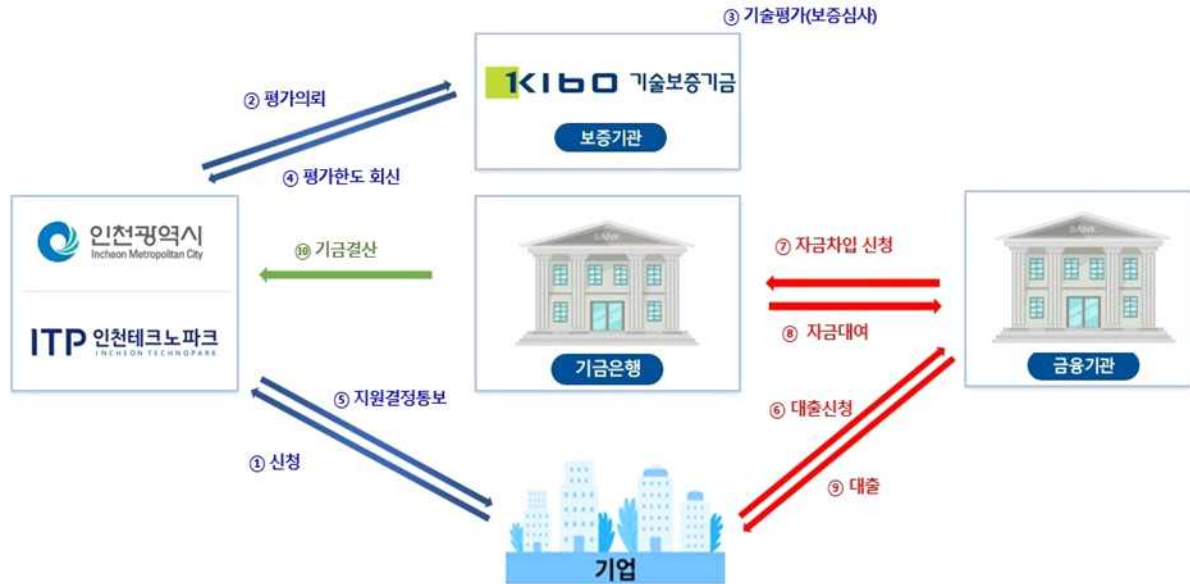 ③ 기술평가(보증심사)
KIBO 기술보증기금
② 평가의뢰
보증기관
④ 평가한도 회신
인천광역시
Incheon Metropolitan City
⑩ 기금결산
BANK
⑦ 자금차입 신청
BANK
ITP 인천테크노파크
INCHEON TECHNOPARK
⑧ 자금대여
기금은행
금융기관
⑤ 지원결정통보
⑥ 대출신청
① 신청
⑨ 대출
기업